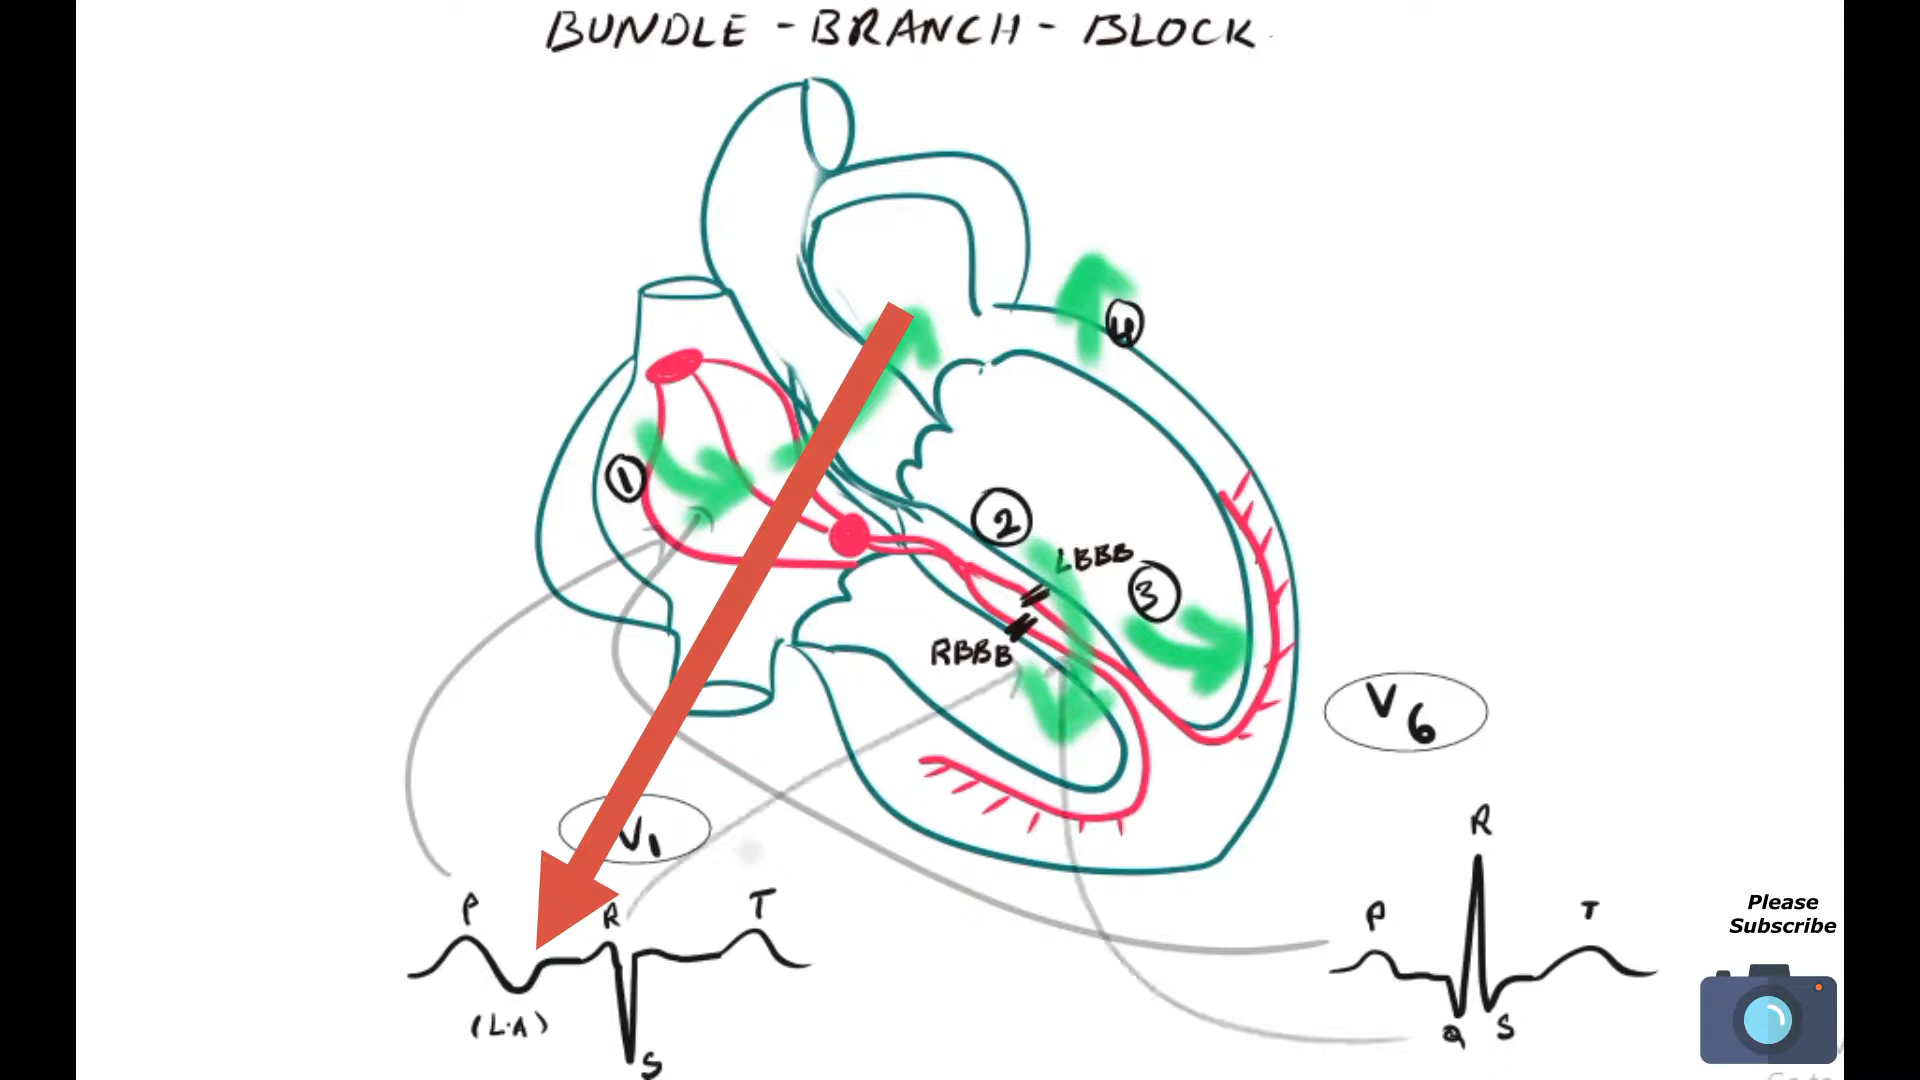 BUNDLE - BRANCH - BLOCK
4
1
2
LBBB
3
RBBB
V6
V1
R
P
R
T
P
T
Please
Subscribe
(L.A)
Q
S
S